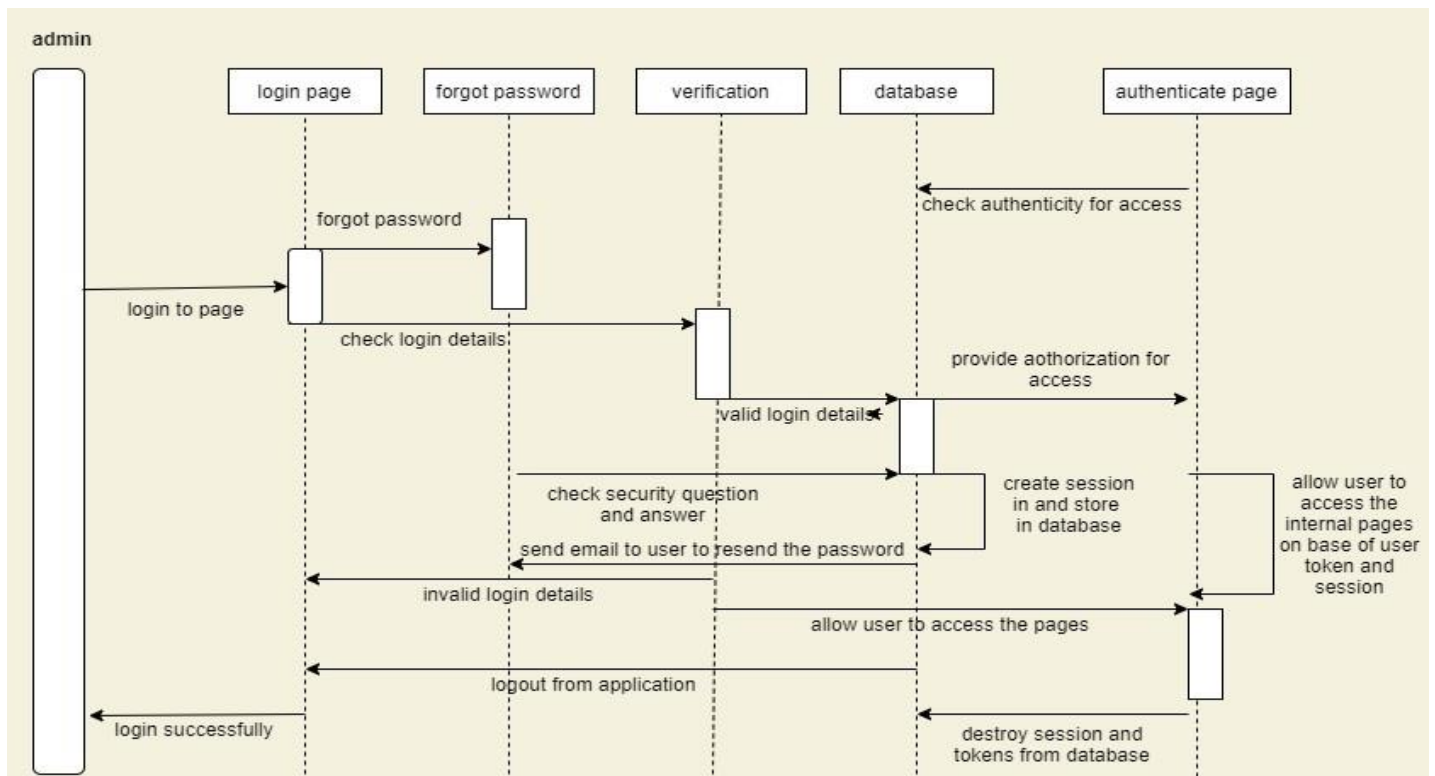 admin
login page
forgot password
verification
database
authenticate page
check authenticity for access
forgot password
login to page
check login details
provide aothorization for
access
valid login details
check security question
and answer
create session
in and store
in database
allow user to
access the
internal pages
on base of user
token and
session
send email to user to resend the password
invalid login details
allow user to access the pages
logout from application
login successfully
destroy session and
tokens from database